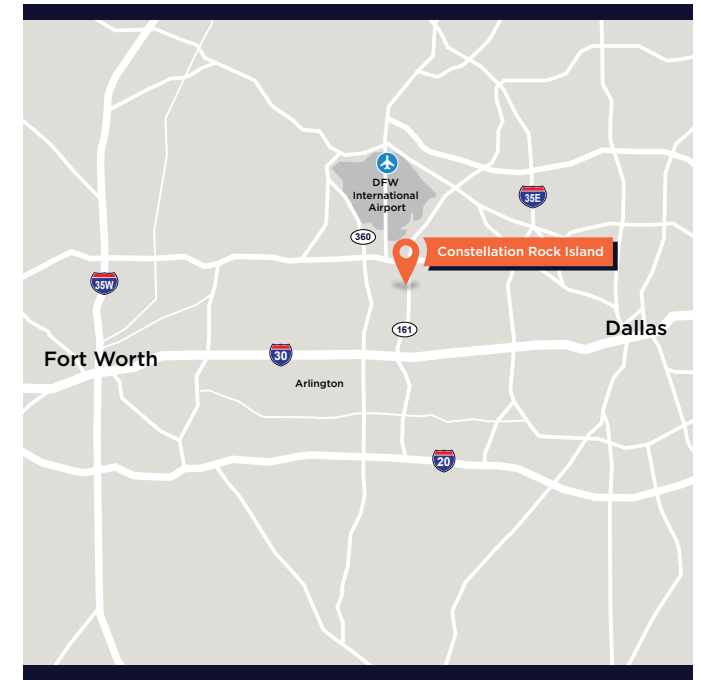 DFW
International
Airport
35E
360
Constellation Rock Island
35W
161
Dallas
Fort Worth
30
Arlington
20